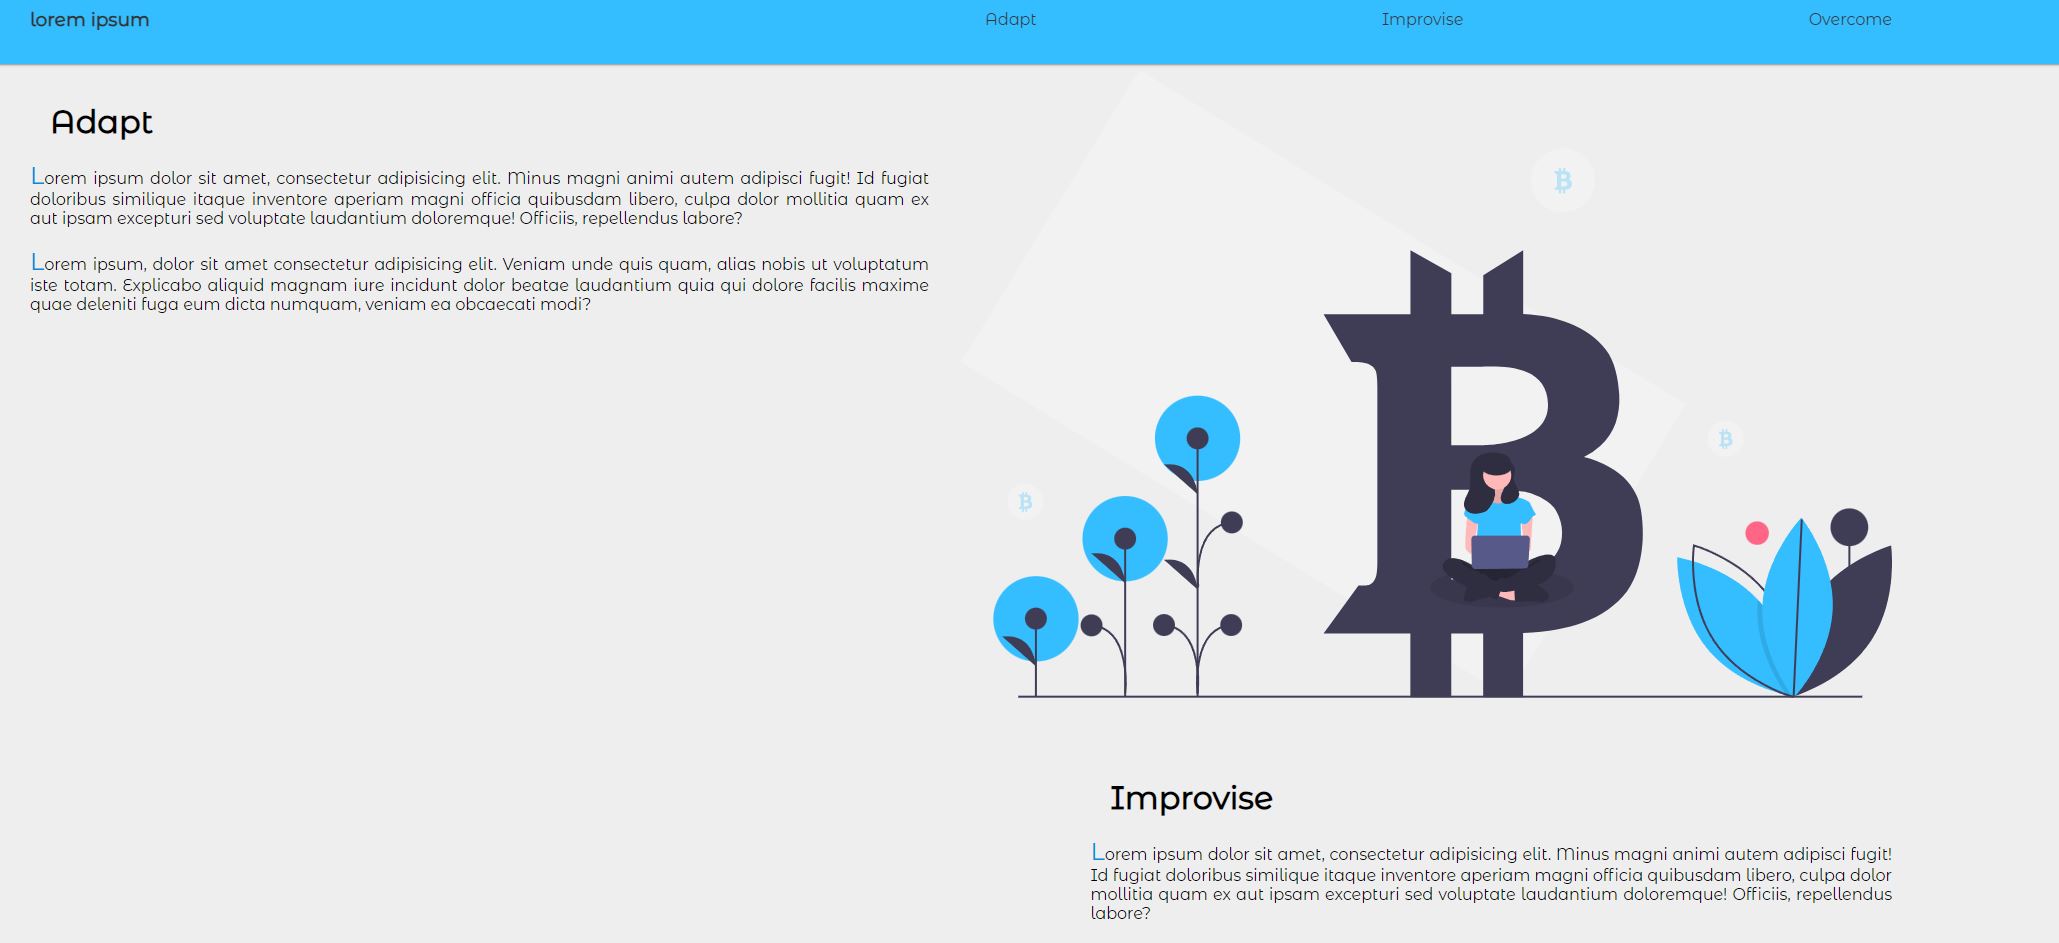 lorem ipsum
Adapt
Improvise
Overcome
Adapt
Lorem ipsum dolor sit amet, consectetur adipisicing elit. Minus magni animi autem adipisci fugit! Id fugiat
doloribus similique itaque inventore aperiam magni officia quibusdam libero, culpa dolor mollitia quam ex
aut ipsam excepturi sed voluptate laudantium doloremque! Officiis, repellendus labore?
Lorem ipsum, dolor sit amet consectetur adipisicing elit. Veniam unde quis quam, alias nobis ut voluptatum
iste totam. Explicabo aliquid magnam iure incidunt dolor beatae laudantium quia qui dolore facilis maxime
quae deleniti fuga eum dicta numquam, veniam ea obcaecati modi?
Improvise
Lorem ipsum dolor sit amet, consectetur adipisicing elit. Minus magni animi autem adipisci fugit!
Id fugiat doloribus similique itaque inventore aperiam magni officia quibusdam libero, culpa dolor
mollitia quam ex aut ipsam excepturi sed voluptate laudantium doloremque! Officiis, repellendus
labore?